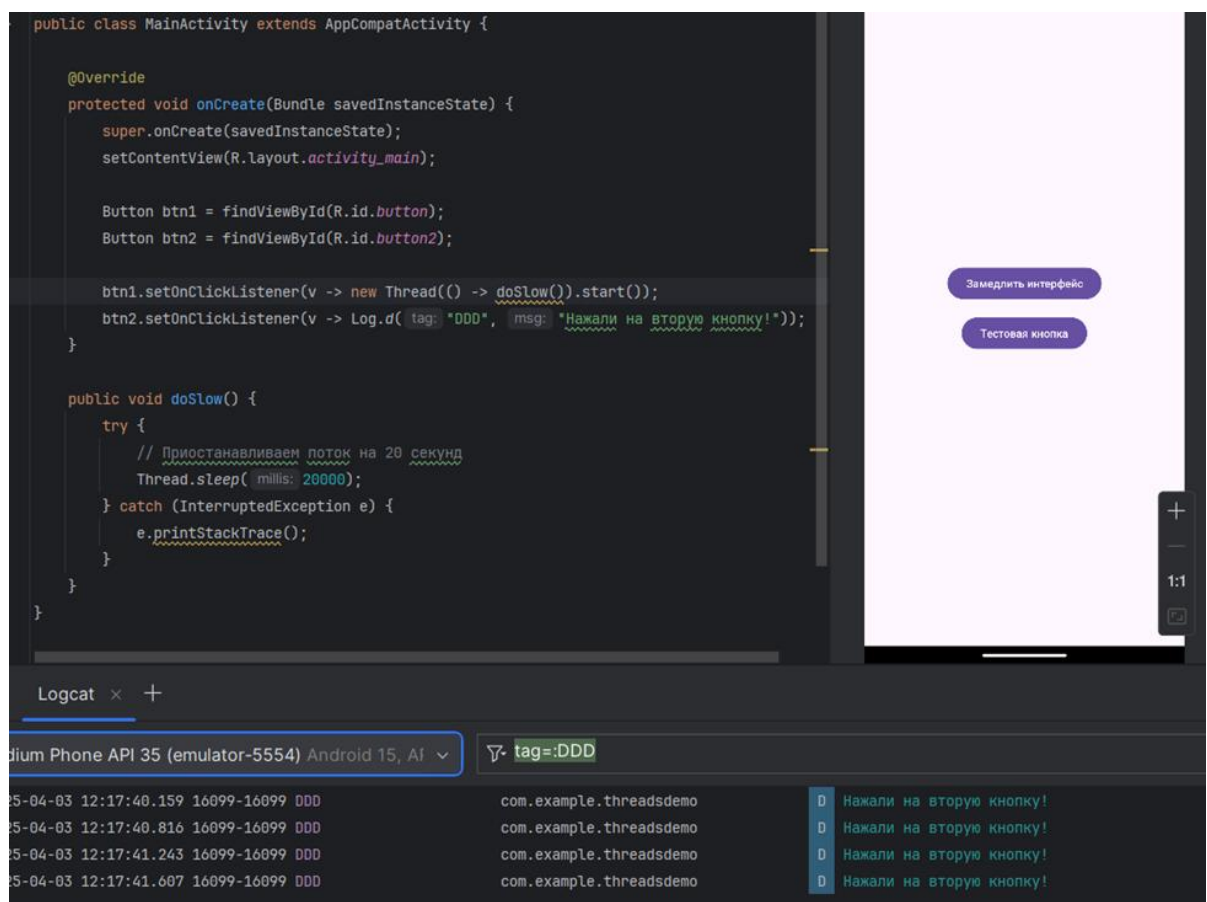 public class MainActivity extends AppCompatActivity {
@Override
protected void onCreate(Bundle savedInstanceState) {
super.onCreate(savedInstanceState);
setContentView(R.layout.activity_main);
Button btn1 = findViewById(R.id.button);
Button btn2 = findViewById(R.id.button2);
btn1.setOnClickListener(v -> new Thread(() -> doSlow()).start());
btn2.setOnClickListener(v -> Log.d( tag: "DDD", msg: "Нажали на вторую кнопку!"));
}
public void doSlow() {
try {
// Приостанавливаем поток на 20 секунд
Thread.sleep( millis: 20000);
} catch (InterruptedException e) {
e.printStackTrace();
}
}
}
Замедлить интерфейс
Тестовая кнопка
1:1
Logcat
dium Phone API 35 (emulator-5554) Android 15, AF
tag=:DDD
25-04-03 12:17:40.159 16099-16099 DDD com.example.threadsdemo D Нажали на вторую кнопку!
25-04-03 12:17:40.816 16099-16099 DDD com.example.threadsdemo D Нажали на вторую кнопку!
25-04-03 12:17:41.243 16099-16099 DDD com.example.threadsdemo D Нажали на вторую кнопку!
25-04-03 12:17:41.607 16099-16099 DDD com.example.threadsdemo D Нажали на вторую кнопку!